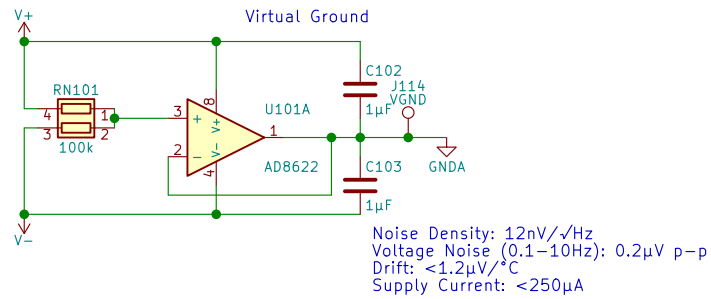 Virtual Ground
V+
C102
1µF
J114
VGND
RN101
4
1
3
2
100k
3
+
8
V+
U101A
1
2
-
V-
4
AD8622
C103
1µF
GNDA
V-
Noise Density: 12nV/√Hz
Voltage Noise (0.1-10Hz): 0.2µV p-p
Drift: <1.2µV/°C
Supply Current: <250µA